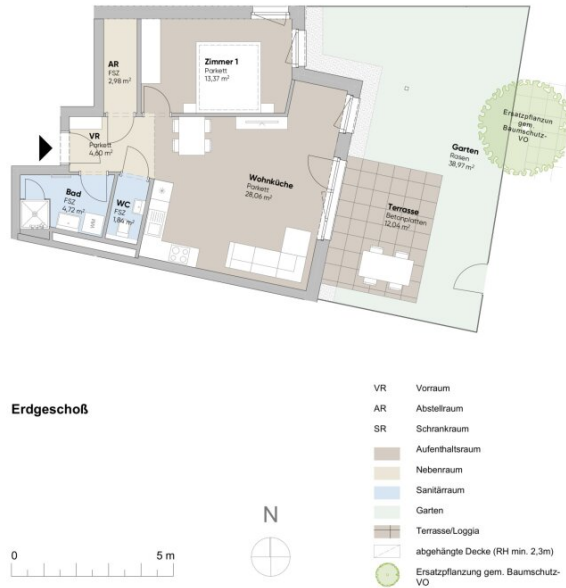 AR
FSZ
2,98 m²
Zimmer 1
Parkett
13,37 m²
VR
Parkett
4,60 m²
Bad
FSZ
4,72 m²
WM
WC
FSZ
1,84 m²
Wohnküche
Parkett
28,06 m²
Terrasse
Betonplatten
12,04 m²
Garten
Rasen
38,97 m²
Ersatzpflanzun
gem.
Baumschutz-
VO
Erdgeschoß
0 5 m
N
VR Vorraum
AR Abstellraum
SR Schrankraum
Aufenthaltsraum
Nebenraum
Sanitärraum
Garten
Terrasse/Loggia
abgehängte Decke (RH min. 2,3m)
Ersatzpflanzung gem. Baumschutz-
VO